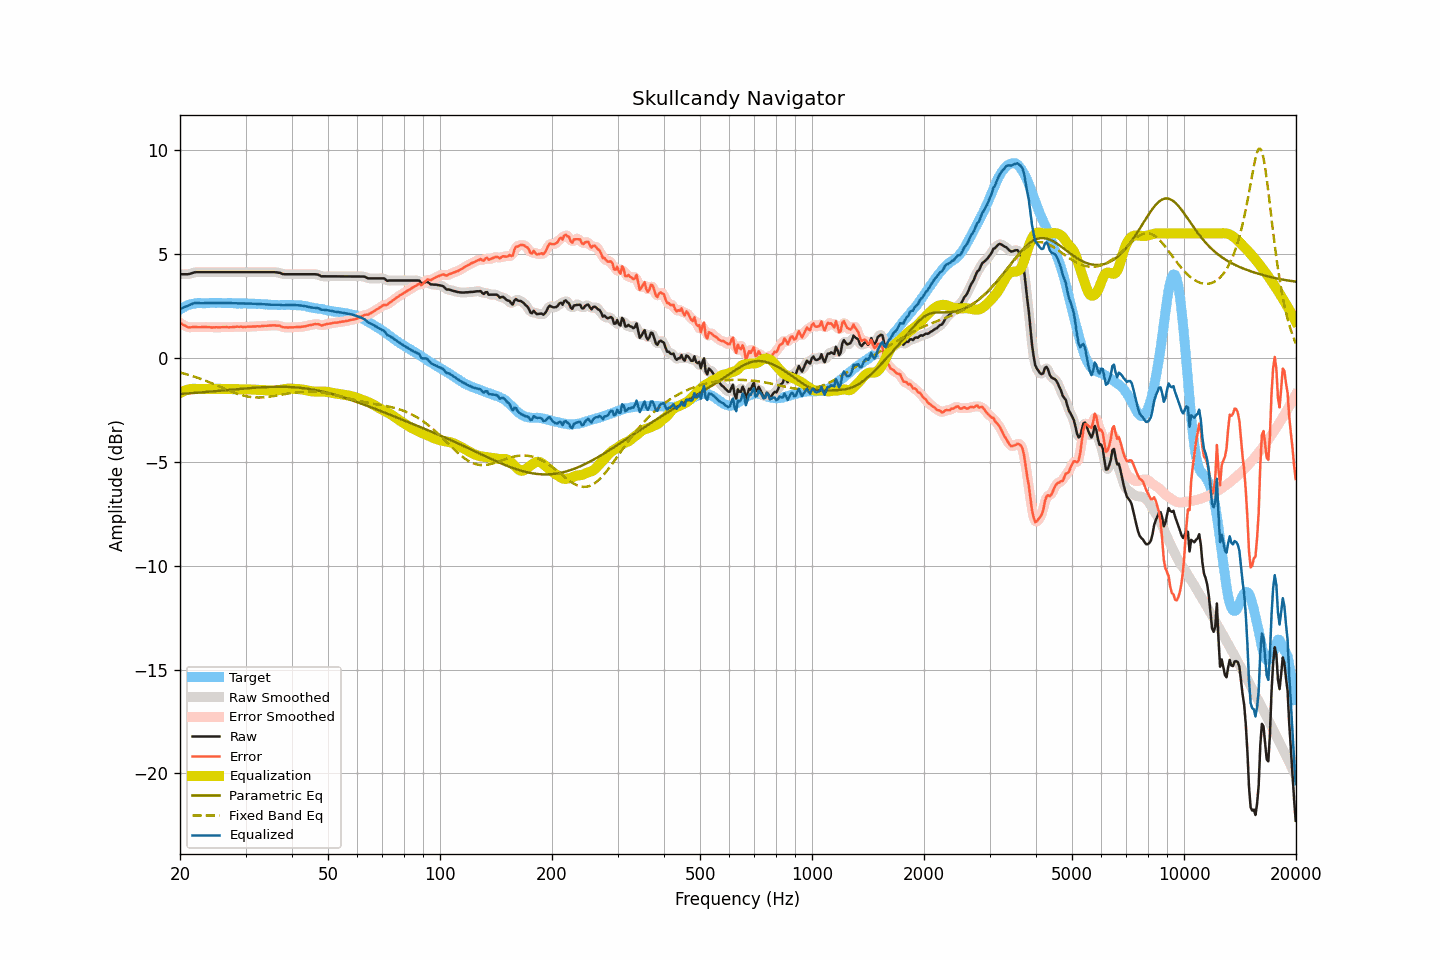 Skullcandy Navigator
Amplitude (dBr)
10
5
0
−5
−10
−15
−20
Target
Raw Smoothed
Error Smoothed
Raw
Error
Equalization
Parametric Eq
Fixed Band Eq
Equalized
20 50 100 200 500 1000 2000 5000 10000 20000
Frequency (Hz)